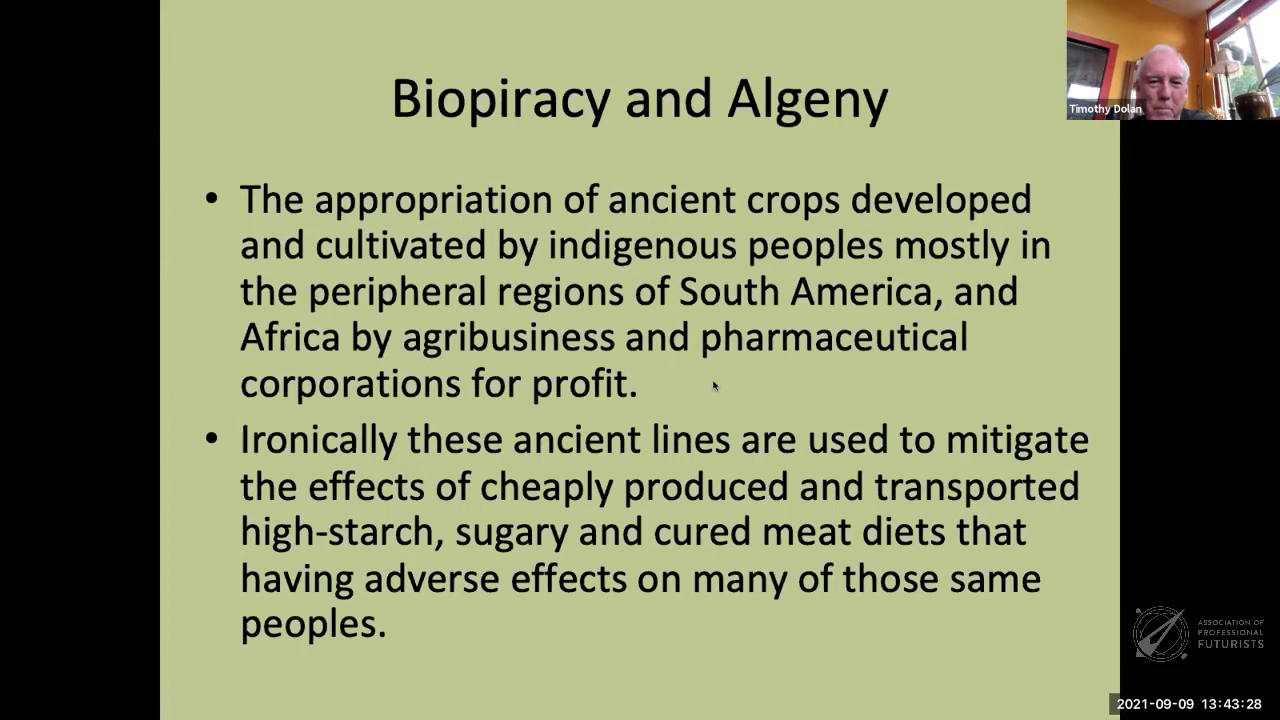 Biopiracy and Algeny
Timothy Dolan
• The appropriation of ancient crops developed
and cultivated by indigenous peoples mostly in
the peripheral regions of South America, and
Africa by agribusiness and pharmaceutical
corporations for profit.
• Ironically these ancient lines are used to mitigate
the effects of cheaply produced and transported
high-starch, sugary and cured meat diets that
having adverse effects on many of those same
peoples.
ASSOCIATION OF
PROFESSIONAL
FUTURISTS
2021-09-09 13:43:28